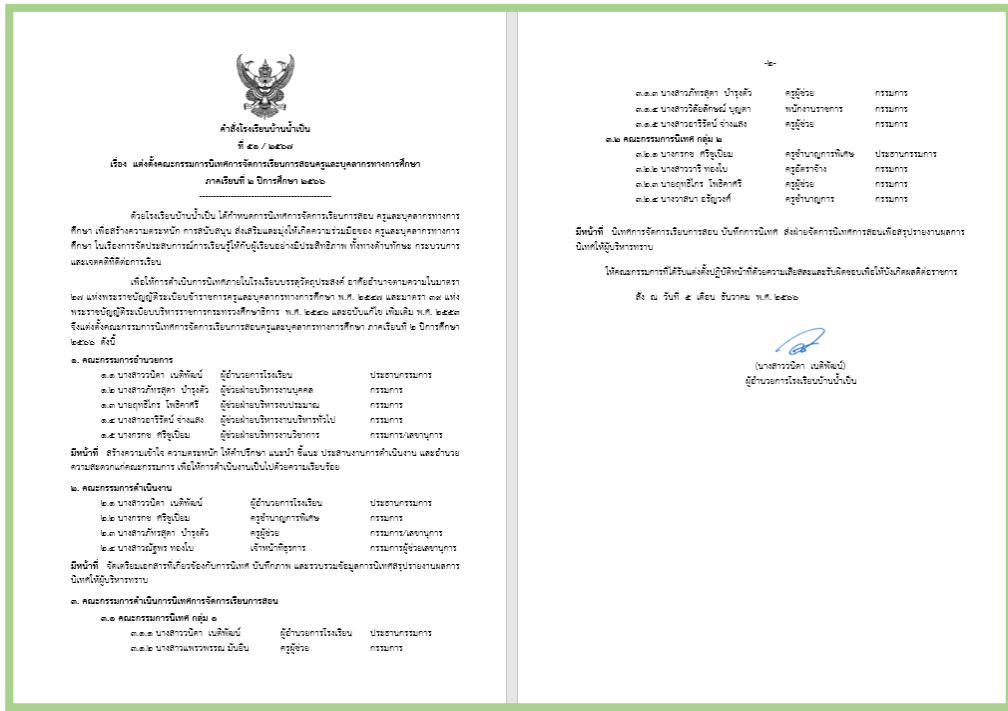 คำสั่งโรงเรียนบ้านน้ำเป็น
ที่ ๕๑ / ๒๕๖๗
เรื่อง แต่งตั้งคณะกรรมการนิเทศการจัดการเรียนการสอนครูและบุคลากรทางการศึกษา
ภาคเรียนที่ ๒ ปีการศึกษา ๒๕๖๖
----------------------------------------------
ด้วยโรงเรียนบ้านน้ำเป็น ได้กำหนดการนิเทศการจัดการเรียนการสอน ครูและบุคลากรทางการ
ศึกษา เพื่อสร้างความตระหนัก การสนับสนุน ส่งเสริมและมุ่งให้เกิดความร่วมมือของ ครูและบุคลากรทางการ
ศึกษา ในเรื่องการจัดประสบการณ์การเรียนรู้ให้กับผู้เรียนอย่างมีประสิทธิภาพ ทั้งทางด้านทักษะ กระบวนการ
และเจตคติที่ดีต่อการเรียน
เพื่อให้การดำเนินการนิเทศภายในโรงเรียนบรรลุวัตถุประสงค์ อาศัยอำนาจตามความในมาตรา
๒๗ แห่งพระราชบัญญัติระเบียบข้าราชการครูและบุคลากรทางการศึกษา พ.ศ. ๒๕๔๗ และมาตรา ๓๙ แห่ง
พระราชบัญญัติระเบียบบริหารราชการกระทรวงศึกษาธิการ พ.ศ. ๒๕๔๖ และฉบับแก้ไข เพิ่มเติม พ.ศ. ๒๕๕๓
จึงแต่งตั้งคณะกรรมการนิเทศการจัดการเรียนการสอนครูและบุคลากรทางการศึกษา ภาคเรียนที่ ๒ ปีการศึกษา
๒๕๖๖ ดังนี้
๑. คณะกรรมการอำนวยการ
๑.๑ นางสาววนิดา เนติพัฒน์ ผู้อำนวยการโรงเรียน ประธานกรรมการ
๑.๒ นางสาวภัทรสุดา บำรุงตัว ผู้ช่วยฝ่ายบริหารงานบุคคล กรรมการ
๑.๓ นายฤทธิไกร โพธิคาศรี ผู้ช่วยฝ่ายบริหารงบประมาณ กรรมการ
๑.๔ นางสาวอารีรัตน์ จ่างแสง ผู้ช่วยฝ่ายบริหารงานบริหารทั่วไป กรรมการ
๑.๕ นางกรกช ศรีชูเปี่ยม ผู้ช่วยฝ่ายบริหารงานวิชาการ กรรมการ/เลขานุการ
มีหน้าที่ สร้างความเข้าใจ ความตระหนัก ให้คำปรึกษา แนะนำ ชี้แนะ ประสานงานการดำเนินงาน และอำนวย
ความสะดวกแก่คณะกรรมการ เพื่อให้การดำเนินงานเป็นไปด้วยความเรียบร้อย
๒. คณะกรรมการดำเนินงาน
๒.๑ นางสาววนิดา เนติพัฒน์ ผู้อำนวยการโรงเรียน ประธานกรรมการ
๒.๒ นางกรกช ศรีชูเปี่ยม ครูชำนาญการพิเศษ กรรมการ
๒.๓ นางสาวภัทรสุดา บำรุงตัว ครูผู้ช่วย กรรมการ/เลขานุการ
๒.๔ นางสาวณัฐพร ทองใบ เจ้าหน้าที่ธุรการ กรรมการผู้ช่วยเลขานุการ
มีหน้าที่ จัดเตรียมเอกสารที่เกี่ยวข้องกับการนิเทศ บันทึกภาพ และรวบรวมข้อมูลการนิเทศสรุปรายงานผลการ
นิเทศให้ผู้บริหารทราบ
๓. คณะกรรมการดำเนินการนิเทศการจัดการเรียนการสอน
๓.๑ คณะกรรมการนิเทศ กลุ่ม ๑
๓.๑.๑ นางสาววนิดา เนติพัฒน์ ผู้อำนวยการโรงเรียน ประธานกรรมการ
๓.๑.๒ นางสาวแพรวพรรณ มันยืน ครูผู้ช่วย กรรมการ
-๒-
๓.๑.๓ นางสาวภัทรสุดา บำรุงตัว ครูผู้ช่วย กรรมการ
๓.๑.๔ นางสาววิลัยลักษณ์ บุญตา พนักงานราชการ กรรมการ
๓.๑.๕ นางสาวอารีรัตน์ จ่างแสง ครูผู้ช่วย กรรมการ
๓.๒ คณะกรรมการนิเทศ กลุ่ม ๒
๓.๒.๑ นางกรกช ศรีชูเปี่ยม ครูชำนาญการพิเศษ ประธานกรรมการ
๓.๒.๒ นางสาววารี ทองใบ ครูอัตราจ้าง กรรมการ
๓.๒.๓ นายฤทธิไกร โพธิคาศรี ครูผู้ช่วย กรรมการ
๓.๒.๔ นางวาสนา อรัญวงศ์ ครูชำนาญการ กรรมการ
มีหน้าที่ นิเทศการจัดการเรียนการสอน บันทึกการนิเทศ ส่งฝ่ายจัดการนิเทศการสอนเพื่อสรุปรายงานผลการ
นิเทศให้ผู้บริหารทราบ
ให้คณะกรรมการที่ได้รับแต่งตั้งปฏิบัติหน้าที่ด้วยความเสียสละและรับผิดชอบเพื่อให้บังเกิดผลดีต่อราชการ
สั่ง ณ วันที่ ๕ เดือน ธันวาคม พ.ศ.๒๕๖๖
(นางสาววนิดา เนติพัฒน์)
ผู้อำนวยการโรงเรียนบ้านน้ำเป็น